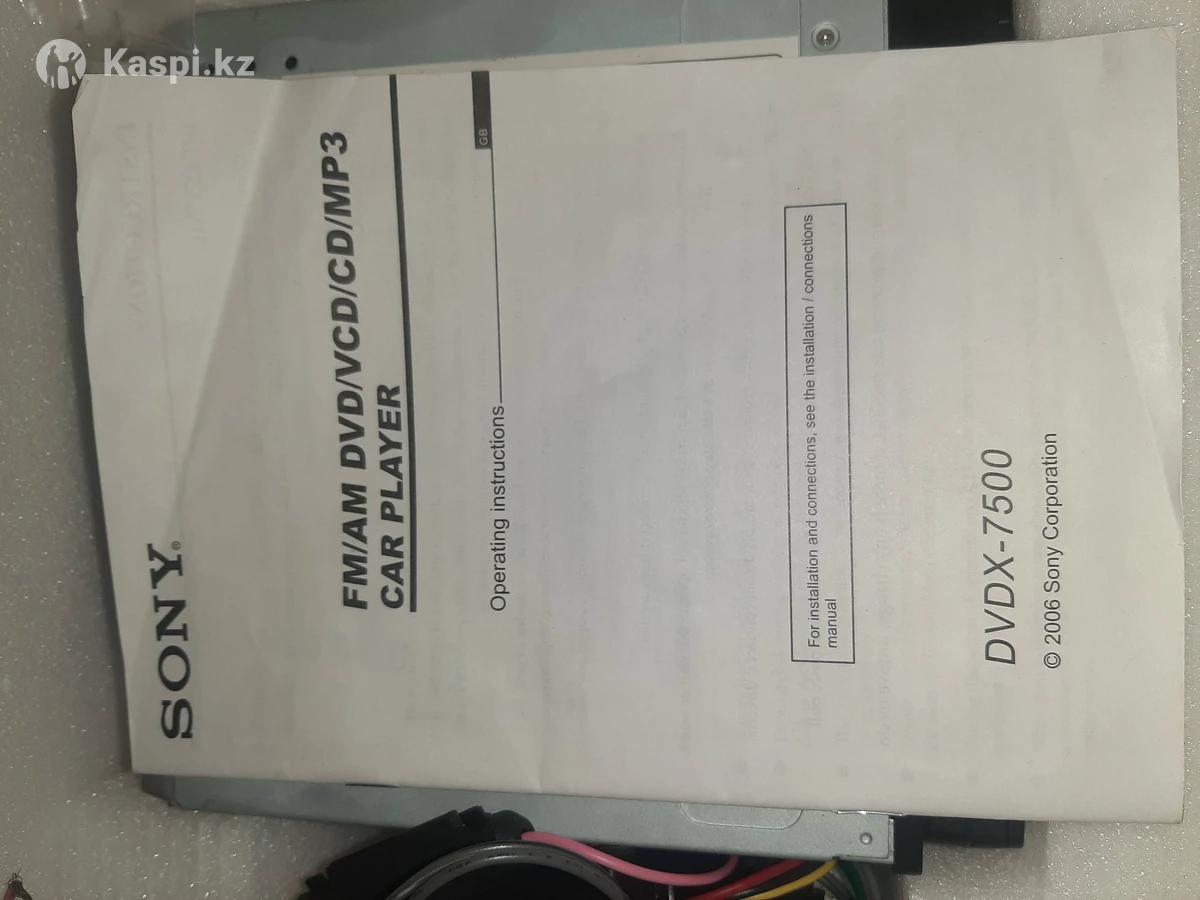 Kaspi.kz
SONY®
FM/AM DVD/VCD/CD/MP3
CAR PLAYER
GB
Operating instructions
For installation and connections, see the installation / connections
manual
DVDX-7500
© 2006 Sony Corporation